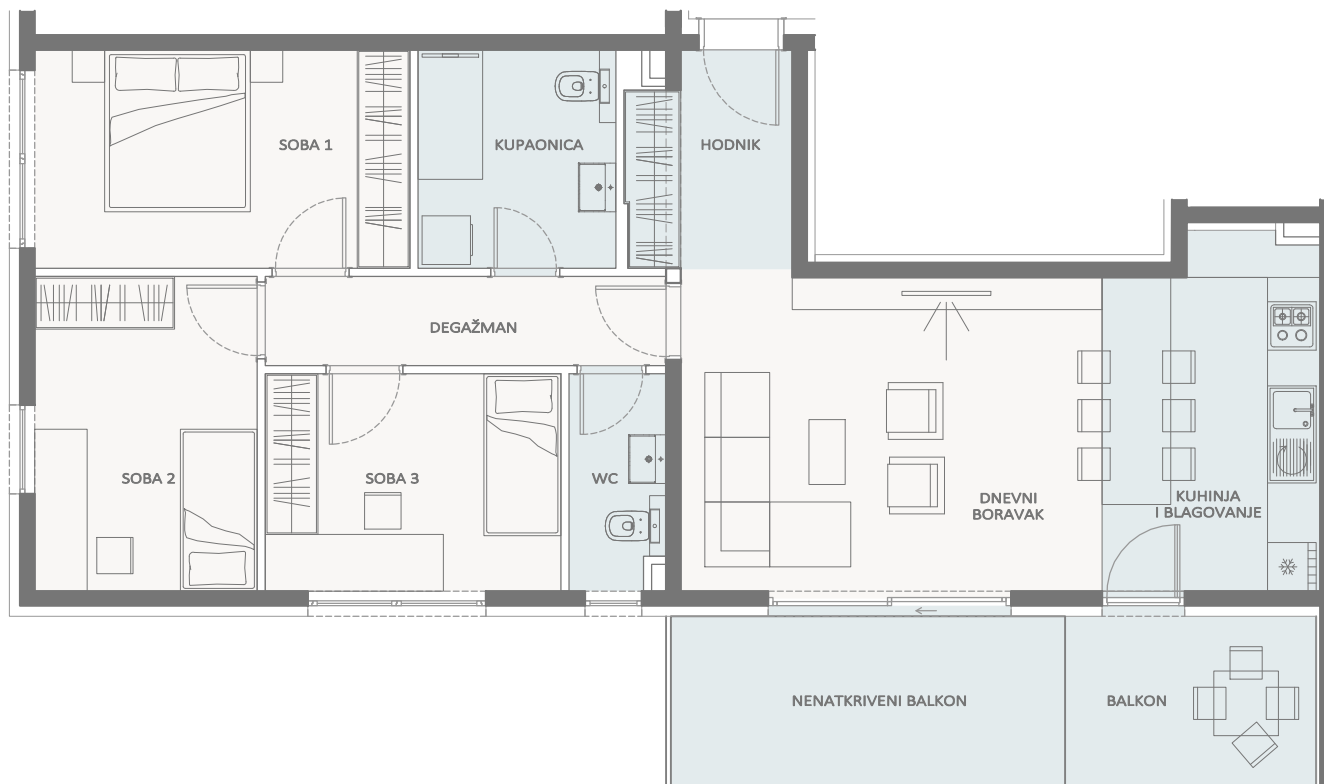 SOBA 1
KUPAONICA
HODNIK
DEGAŽMAN
SOBA 2
SOBA 3
WC
DNEVNI
BORAVAK
KUHINJA
I BLAGOVANJE
NENATKRIVENI BALKON
BALKON